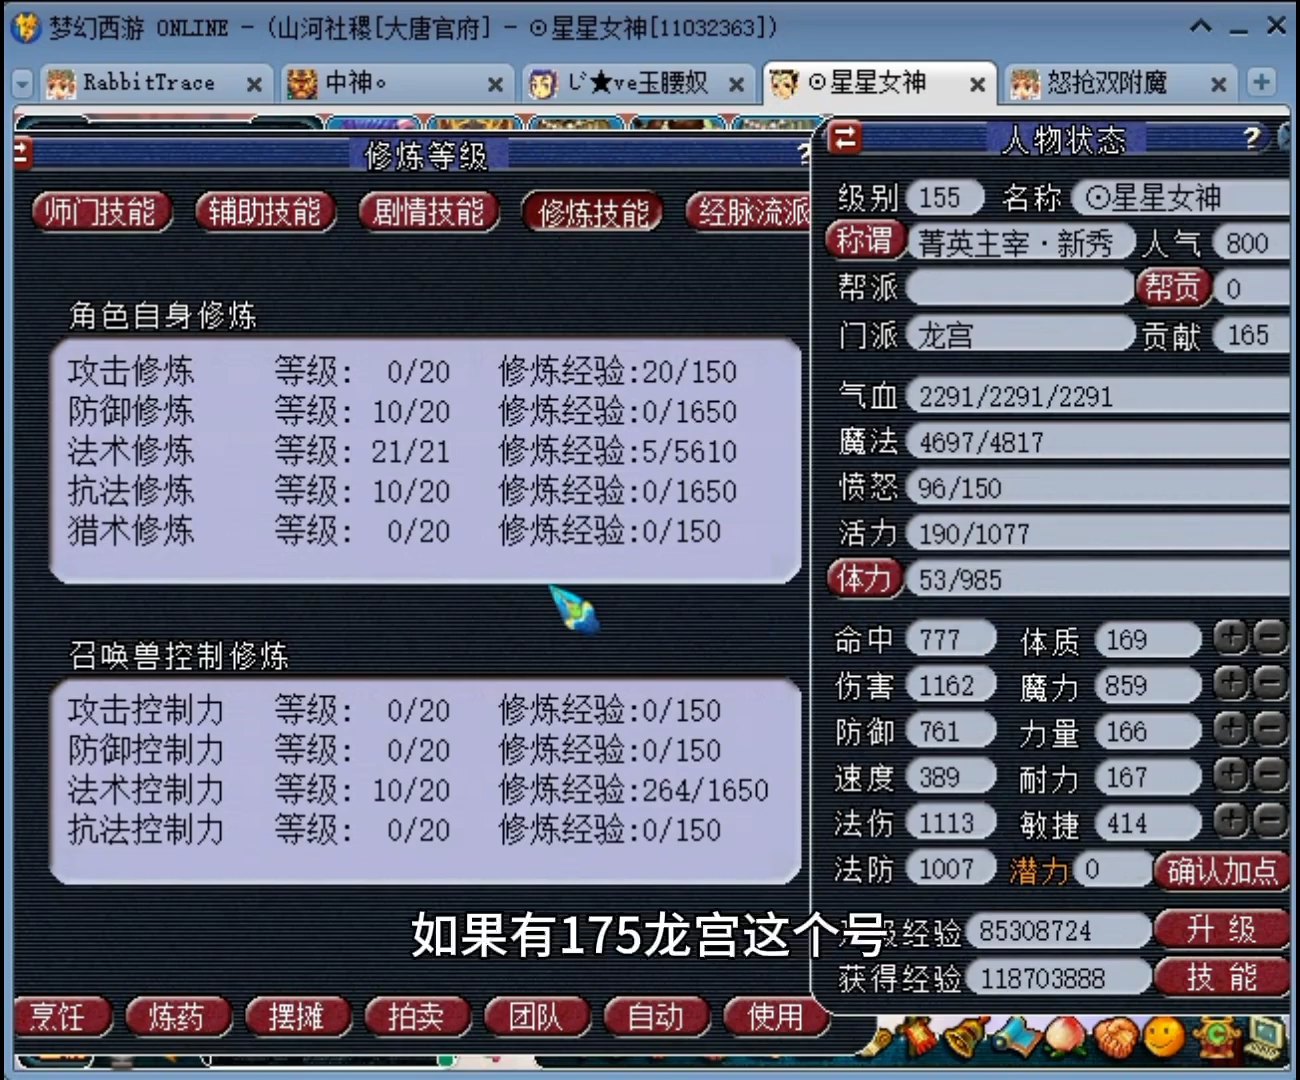 梦幻西游 ONLINE - (山河社稷[大唐官府] - ⊙星星女神[11032363])
RabbitTrace
中神。
じ★ve玉腰奴
⊙星星女神
怒抢双附魔
修炼等级
师门技能 辅助技能 剧情技能 修炼技能 经脉流派
角色自身修炼
攻击修炼 等级: 0/20 修炼经验:20/150
防御修炼 等级: 10/20 修炼经验:0/1650
法术修炼 等级: 21/21 修炼经验:5/5610
抗法修炼 等级: 10/20 修炼经验:0/1650
猎术修炼 等级: 0/20 修炼经验:0/150
召唤兽控制修炼
攻击控制力 等级: 0/20 修炼经验:0/150
防御控制力 等级: 0/20 修炼经验:0/150
法术控制力 等级: 10/20 修炼经验:264/1650
抗法控制力 等级: 0/20 修炼经验:0/150
人物状态
级别 155 名称 ⊙星星女神
称谓 菁英主宰·新秀 人气 800
帮派 帮贡 0
门派 龙宫 贡献 165
气血 2291/2291/2291
魔法 4697/4817
愤怒 96/150
活力 190/1077
体力 53/985
命中 777 体质 169
伤害 1162 魔力 859
防御 761 力量 166
速度 389 耐力 167
法伤 1113 敏捷 414
法防 1007 潜力 0 确认加点
级经验 85308724 升级
获得经验 118703888 技能
如果有175龙宫这个号
烹饪 炼药 摆摊 拍卖 团队 自动 使用